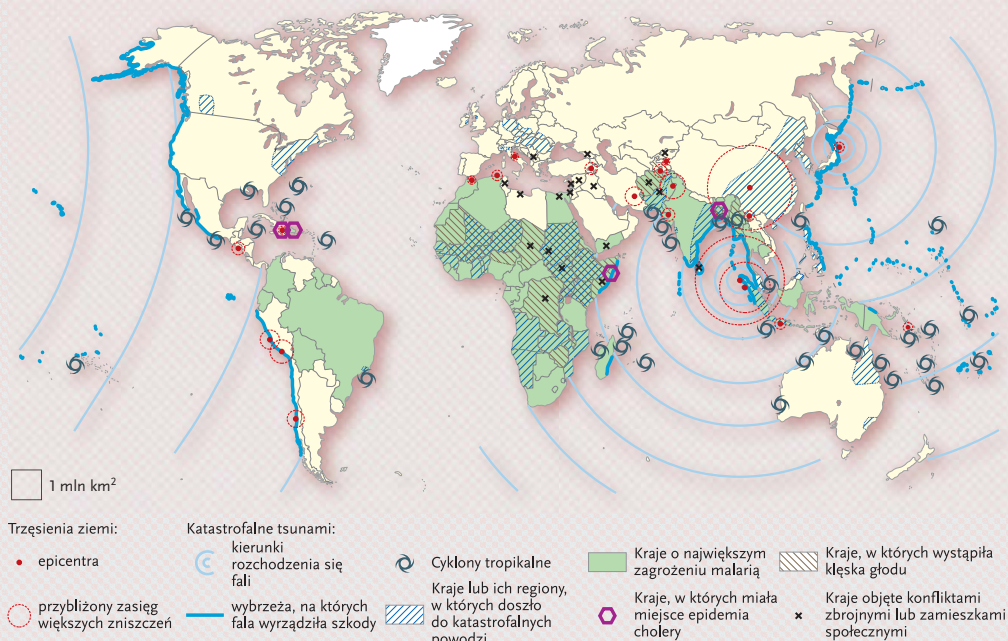 1 mln km²
Trzęsienia ziemi:
epicentra
przybliżony zasięg
większych zniszczeń
Katastrofalne tsunami:
kierunki
rozchodzenia się
fali
wybrzeża, na których
fala wyrządziła szkody
Cyklony tropikalne
Kraje lub ich regiony,
w których doszło
do katastrofalnych
powodzi
Kraje o największym
zagrożeniu malarią
Kraje, w których miała
miejsce epidemia
cholery
Kraje, w których wystąpiła
klęska głodu
Kraje objęte konfliktami
zbrojnymi lub zamieszkami
społecznymi